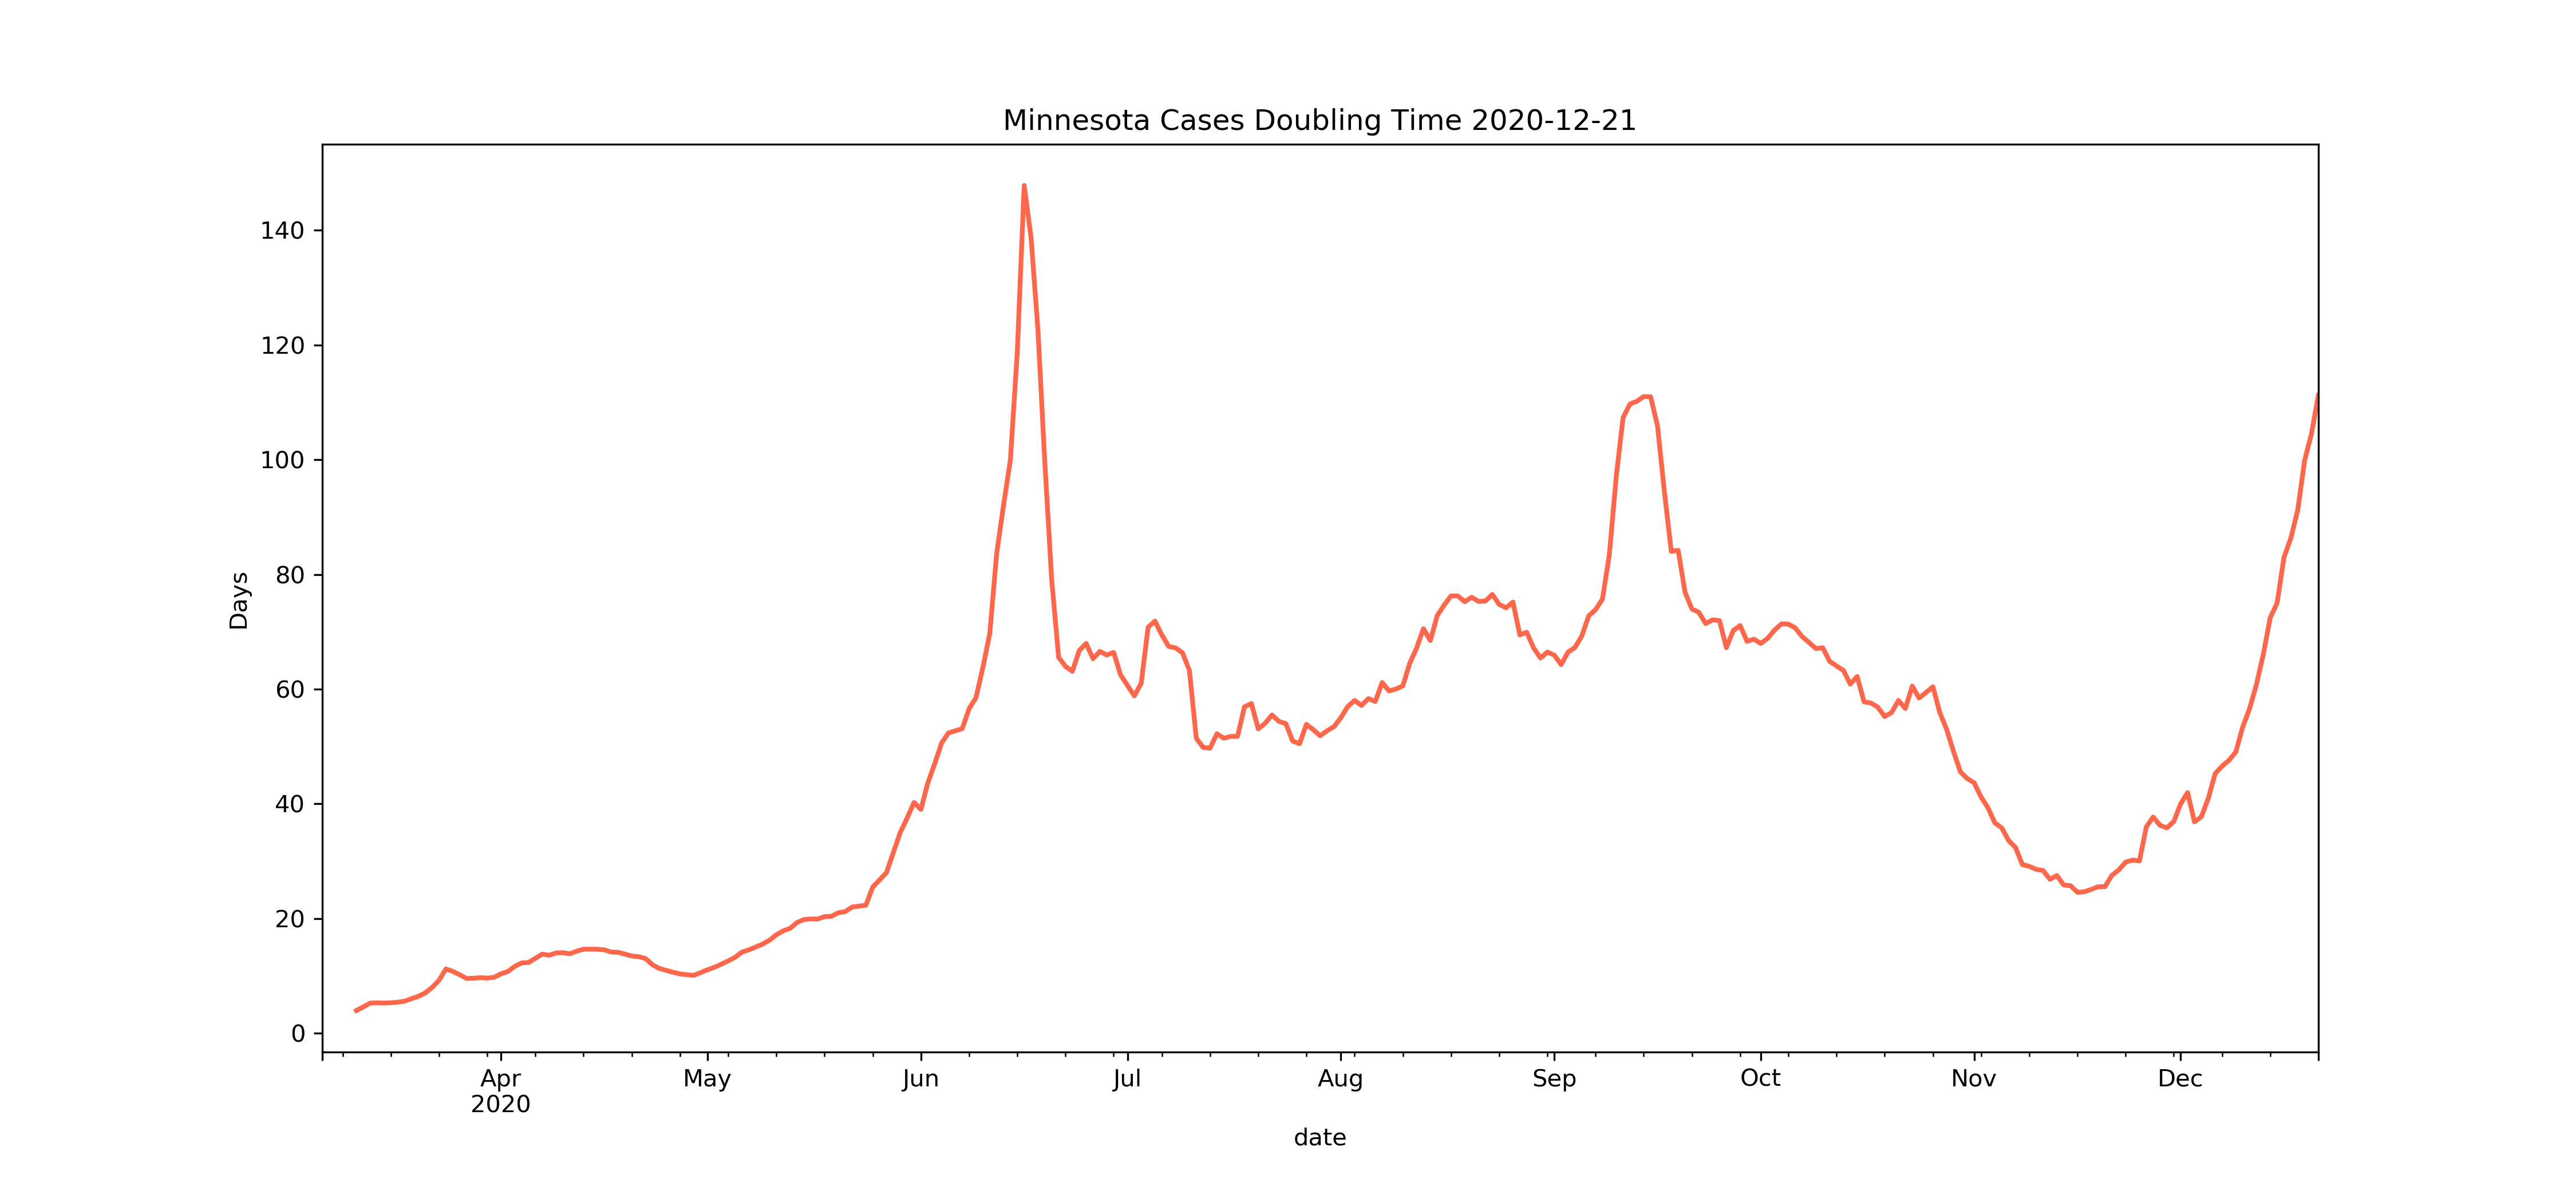 Minnesota Cases Doubling Time 2020-12-21
Days
140
120
100
80
60
40
20
0
Apr May Jun Jul Aug Sep Oct Nov Dec
2020
date